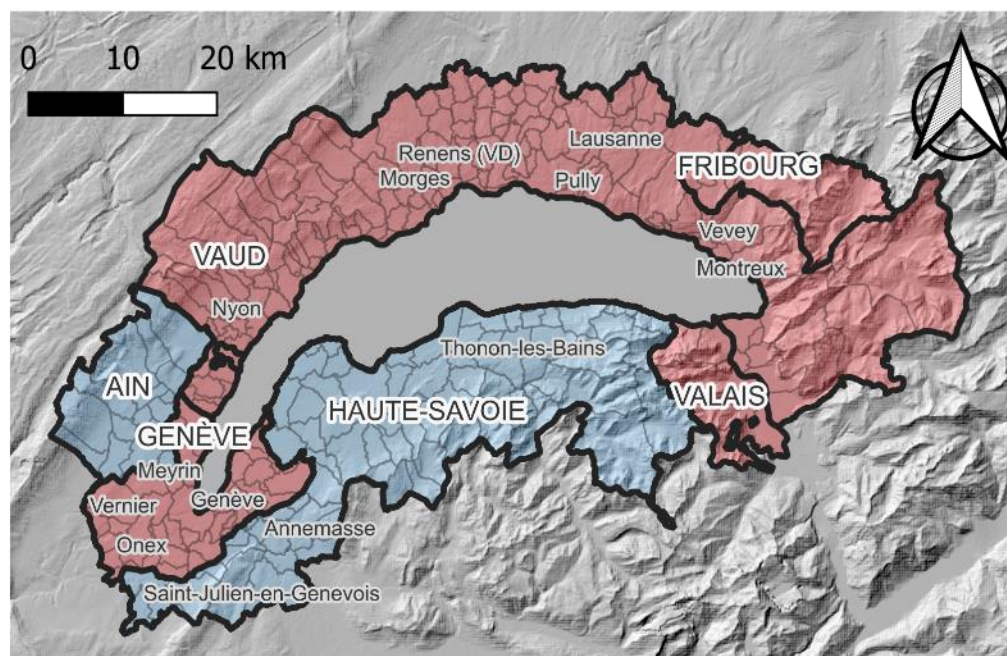 0 10 20 km
Lausanne
Renens (VD)
FRIBOURG
Morges
Pully
Vevey
VAUD
Montreux
Nyon
Thonon-les-Bains
AIN
VALAIS
HAUTE-SAVOIE
GENÈVE
Meyrin
Vernier
Genève
Annemasse
Onex
Saint-Julien-en-Genevois